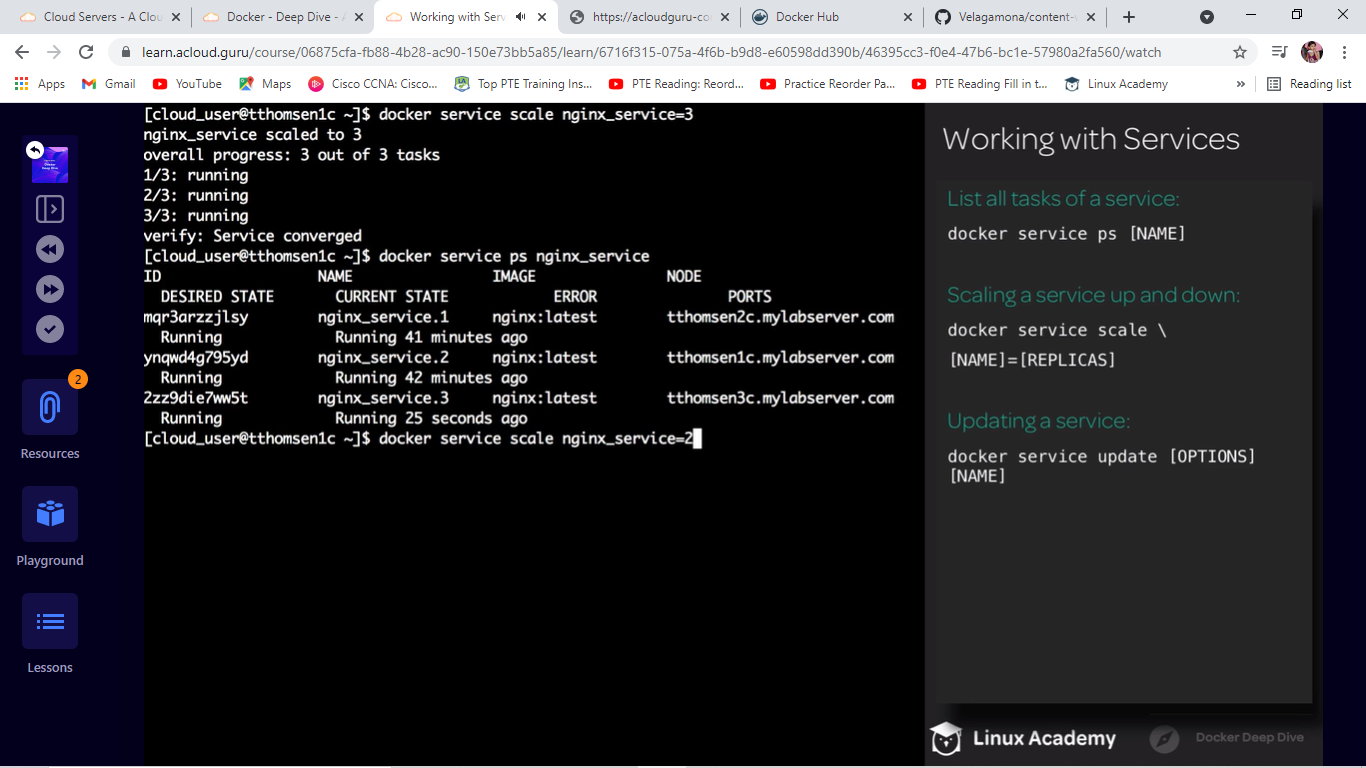 Cloud Servers - A Clou
Docker - Deep Dive - A
Working with Serv
https://acloudguru-co
Docker Hub
Velagamona/content-
learn.acloud.guru/course/06875cfa-fb88-4b28-ac90-150e73bb5a85/learn/6716f315-075a-4f6b-b9d8-e60598dd390b/46395cc3-f0e4-47b6-bc1e-57980a2fa560/watch
Apps
Gmail
YouTube
Maps
Cisco CCNA: Cisco...
Top PTE Training Ins...
PTE Reading: Reord...
Practice Reorder Pa...
PTE Reading Fill in t...
Linux Academy
»
Reading list
2
Resources
Playground
Lessons
[cloud_user@tthomsen1c ~]$ docker service scale nginx_service=3
nginx_service scaled to 3
overall progress: 3 out of 3 tasks
1/3: running
2/3: running
3/3: running
verify: Service converged
[cloud_user@tthomsen1c ~]$ docker service ps nginx_service
ID NAME IMAGE NODE
DESIRED STATE CURRENT STATE ERROR PORTS
mqr3arzzjlsy nginx_service.1 nginx:latest tthomsen2c.mylabserver.com
Running Running 41 minutes ago
ynqwd4g795yd nginx_service.2 nginx:latest tthomsen1c.mylabserver.com
Running Running 42 minutes ago
2zz9die7ww5t nginx_service.3 nginx:latest tthomsen3c.mylabserver.com
Running Running 25 seconds ago
[cloud_user@tthomsen1c ~]$ docker service scale nginx_service=2
Working with Services
List all tasks of a service:
docker service ps [NAME]
Scaling a service up and down:
docker service scale \
[NAME]=[REPLICAS]
Updating a service:
docker service update [OPTIONS]
[NAME]
Linux Academy
Docker Deep Dive